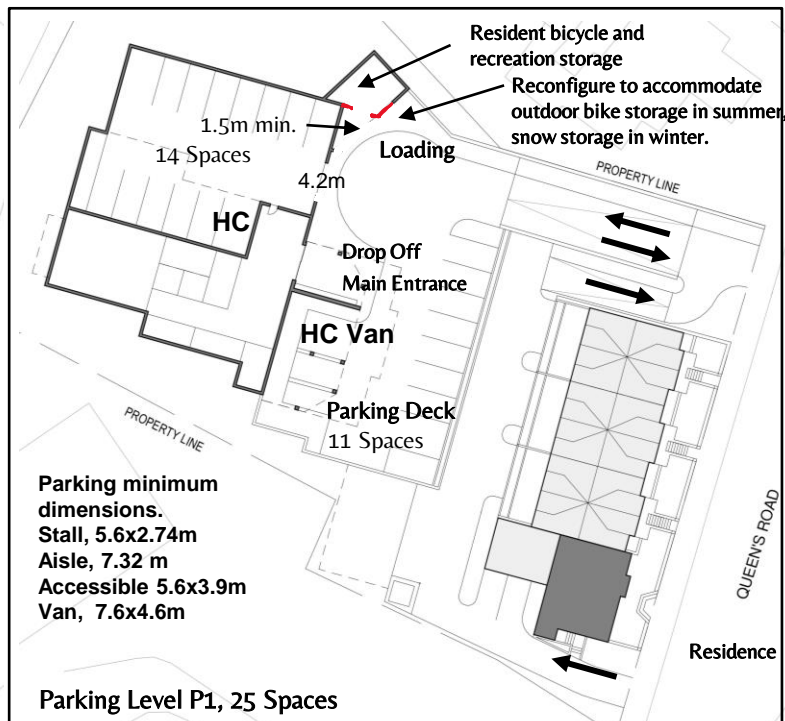 Resident bicycle and
recreation storage
Reconfigure to accommodate
outdoor bike storage in summer,
snow storage in winter.
1.5m min.
14 Spaces
Loading
PROPERTY LINE
4.2m
HC
Drop Off
Main Entrance
HC Van
Parking Deck
11 Spaces
PROPERTY LINE
Parking minimum
dimensions.
Stall, 5.6x2.74m
Aisle, 7.32 m
Accessible 5.6x3.9m
Van, 7.6x4.6m
QUEEN'S ROAD
Residence
Parking Level P1, 25 Spaces